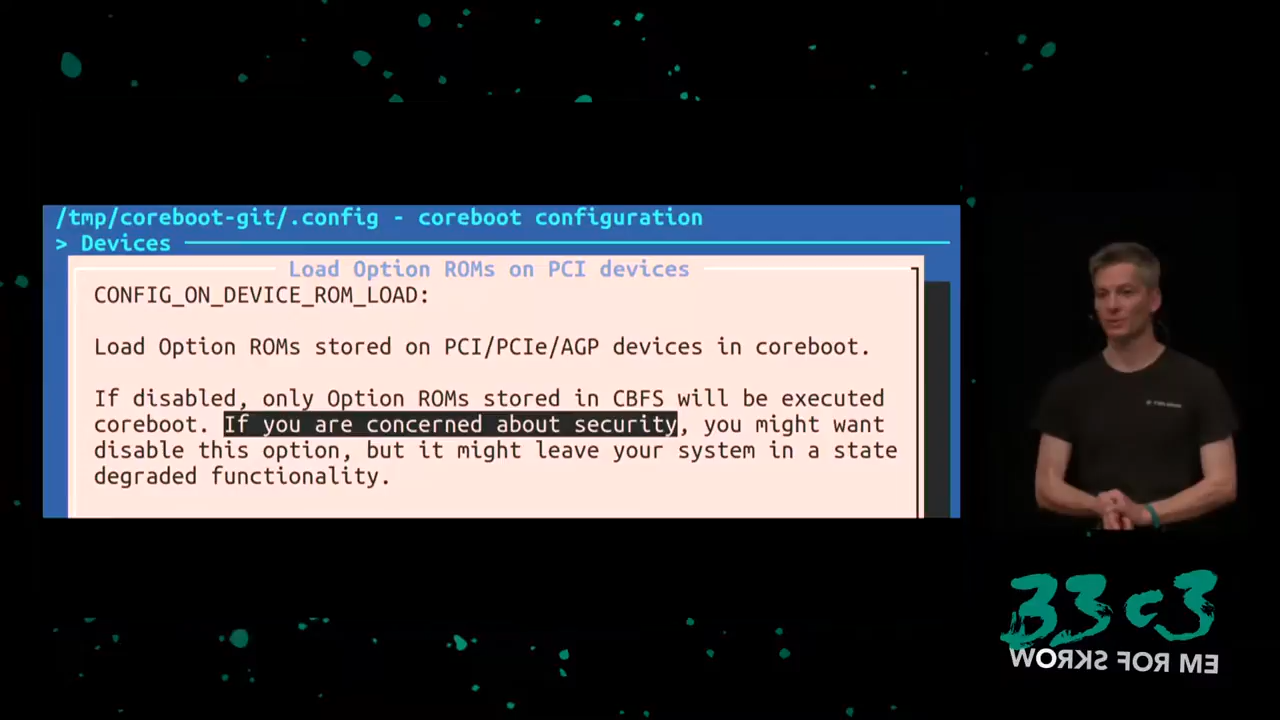 /tmp/coreboot-git/.config - coreboot configuration
> Devices
Load Option ROMs on PCI devices
CONFIG_ON_DEVICE_ROM_LOAD:
Load Option ROMs stored on PCI/PCIe/AGP devices in coreboot.
If disabled, only Option ROMs stored in CBFS will be executed
coreboot. If you are concerned about security, you might want
disable this option, but it might leave your system in a state
degraded functionality.
33c3
WORKS FOR ME